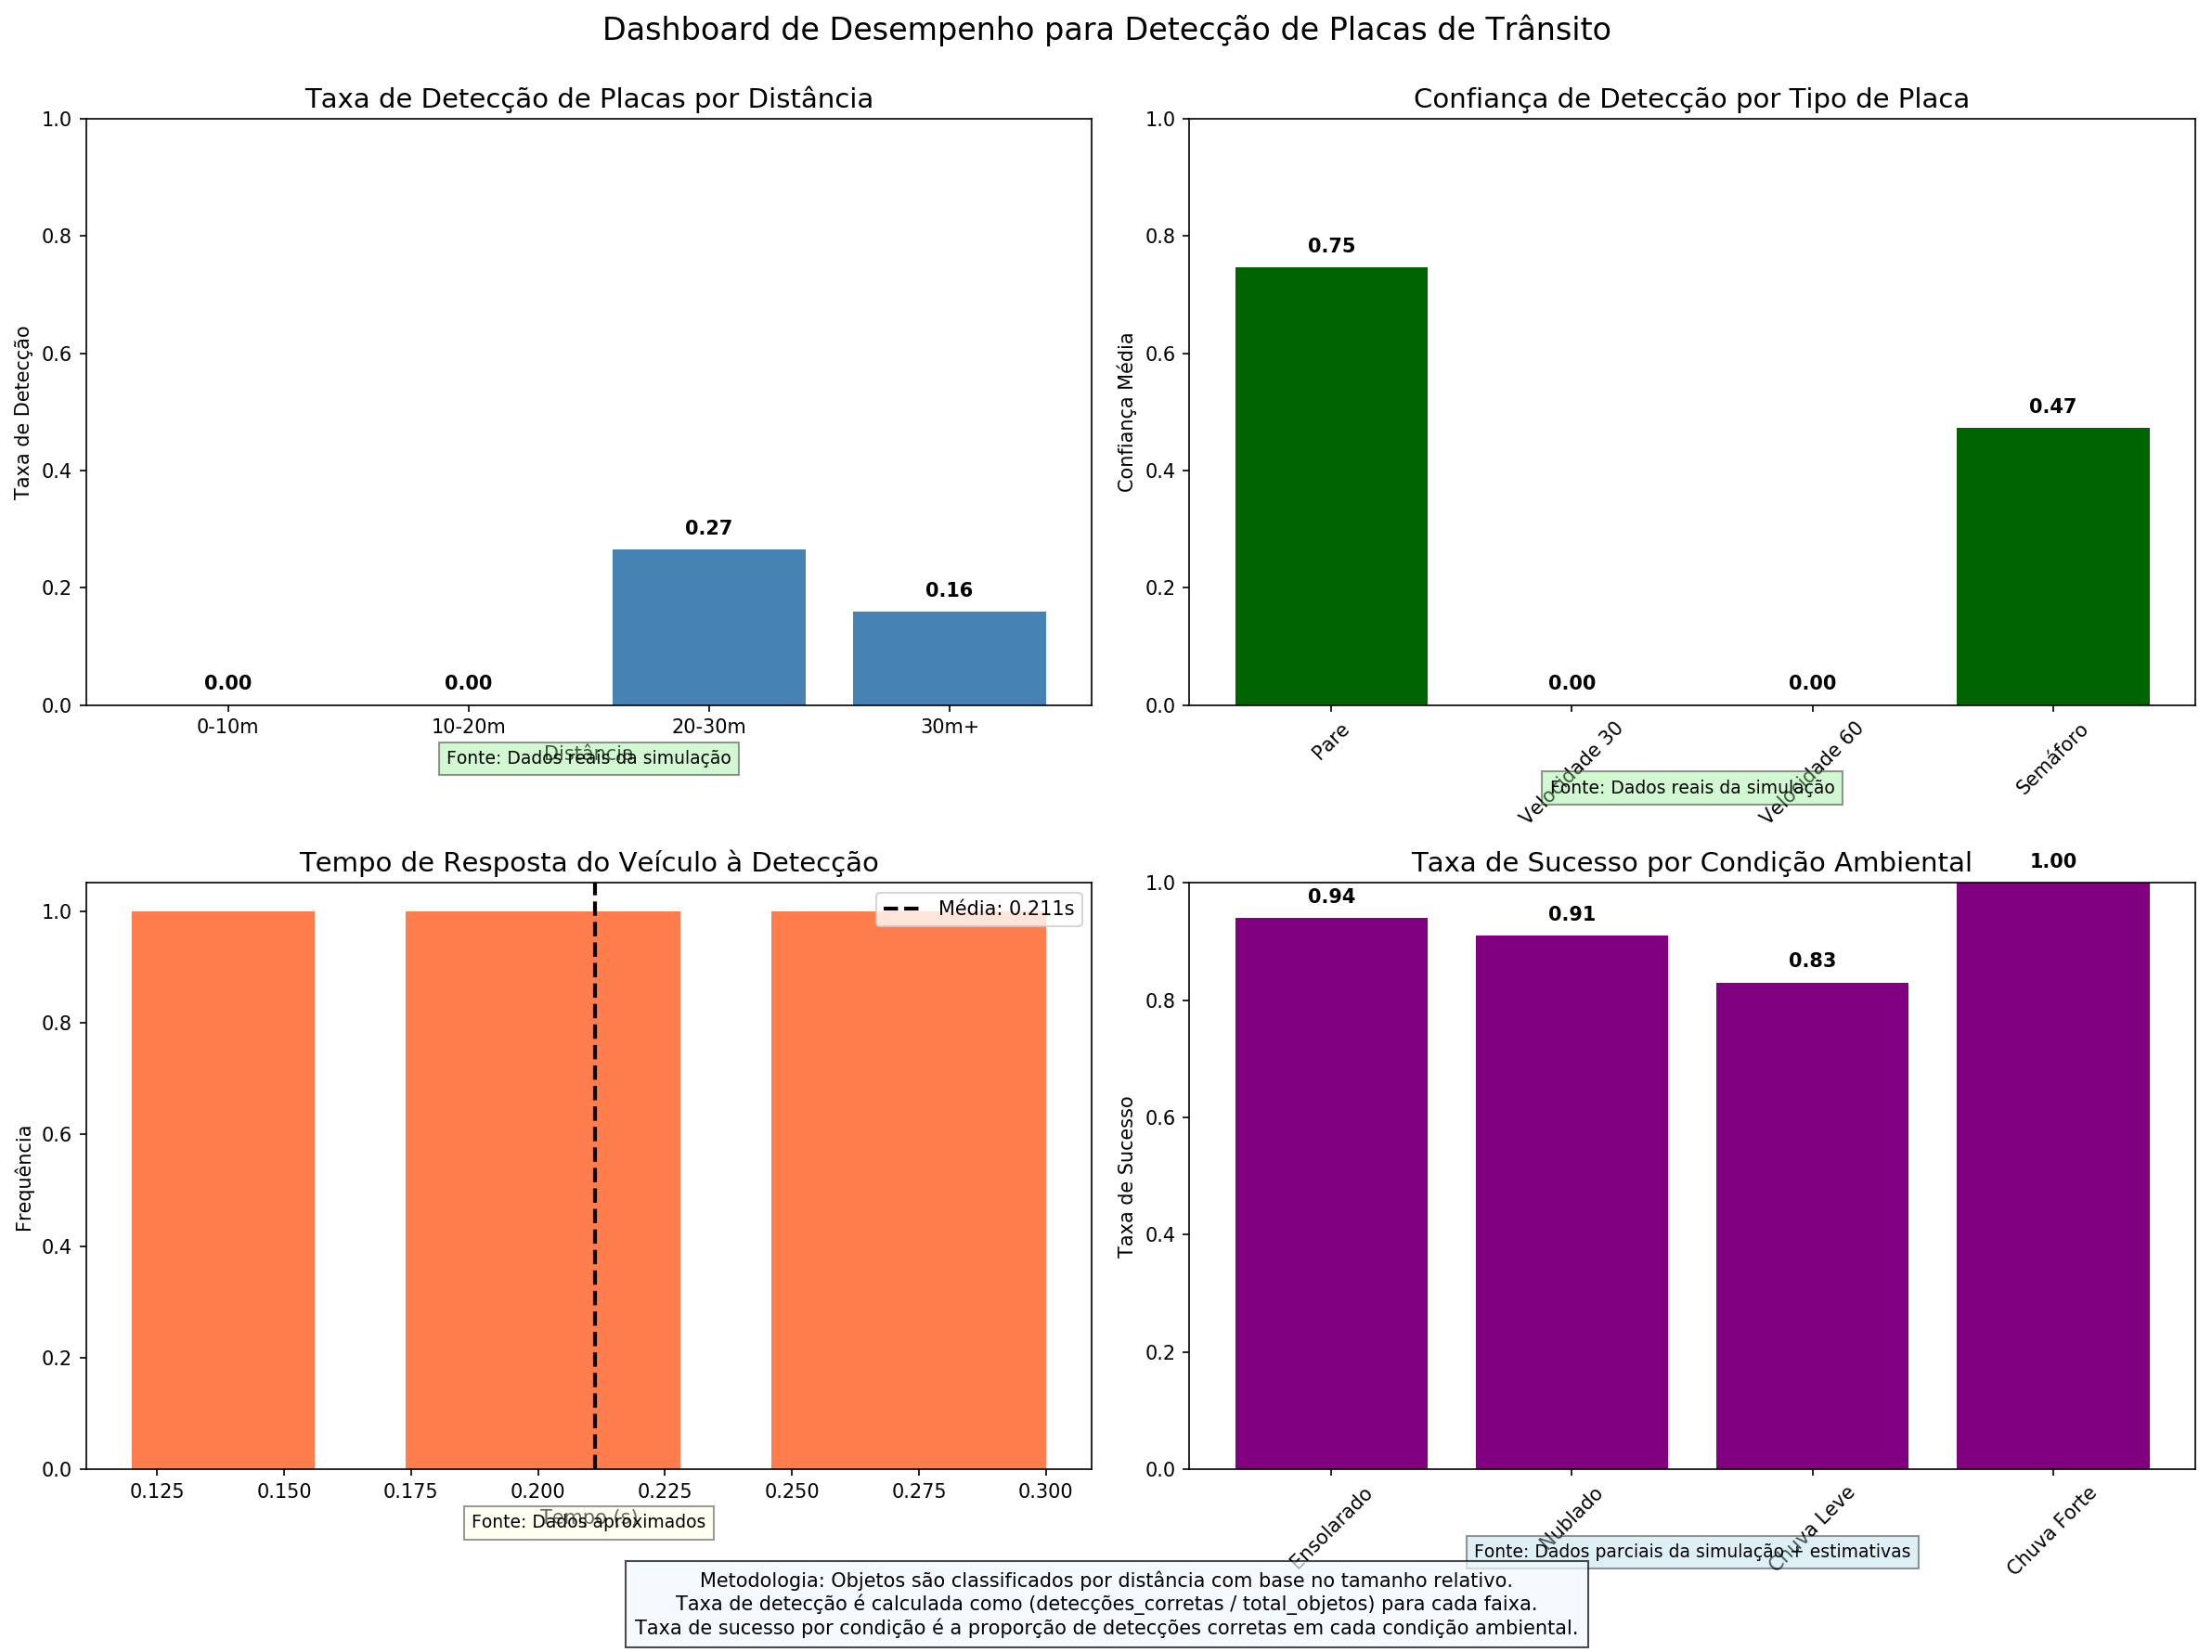 Dashboard de Desempenho para Detecção de Placas de Trânsito
Taxa de Detecção de Placas por Distância
1.0
0.8
0.6
0.4
0.2
0.0
Taxa de Detecção
0.00
0.00
0.27
0.16
0-10m
10-20m
20-30m
30m+
Distância
Fonte: Dados reais da simulação
Confiança de Detecção por Tipo de Placa
1.0
0.8
0.6
0.4
0.2
0.0
Confiança Média
0.75
0.00
0.00
0.47
Pare
Velocidade 30
Velocidade 60
Semáforo
Fonte: Dados reais da simulação
Tempo de Resposta do Veículo à Detecção
1.0
0.8
0.6
0.4
0.2
0.0
Frequência
Média: 0.211s
0.125
0.150
0.175
0.200
0.225
0.250
0.275
0.300
Tempo (s)
Fonte: Dados aproximados
Taxa de Sucesso por Condição Ambiental
1.0
0.8
0.6
0.4
0.2
0.0
Taxa de Sucesso
0.94
0.91
0.83
1.00
Ensolarado
Nublado
Chuva Leve
Chuva Forte
Fonte: Dados parciais da simulação + estimativas
Metodologia: Objetos são classificados por distância com base no tamanho relativo.
Taxa de detecção é calculada como (detecções_corretas / total_objetos) para cada faixa.
Taxa de sucesso por condição é a proporção de detecções corretas em cada condição ambiental.